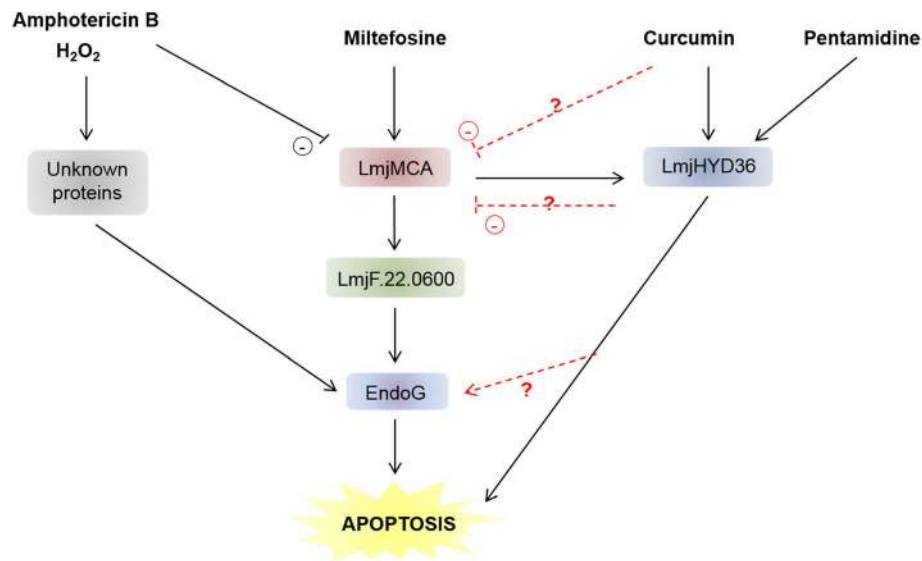 Amphotericin B
H₂O₂
Miltefosine
Curcumin
Pentamidine
?
-
-
Unknown
proteins
LmjMCA
LmjHYD36
?
-
LmjF.22.0600
EndoG
?
APOPTOSIS